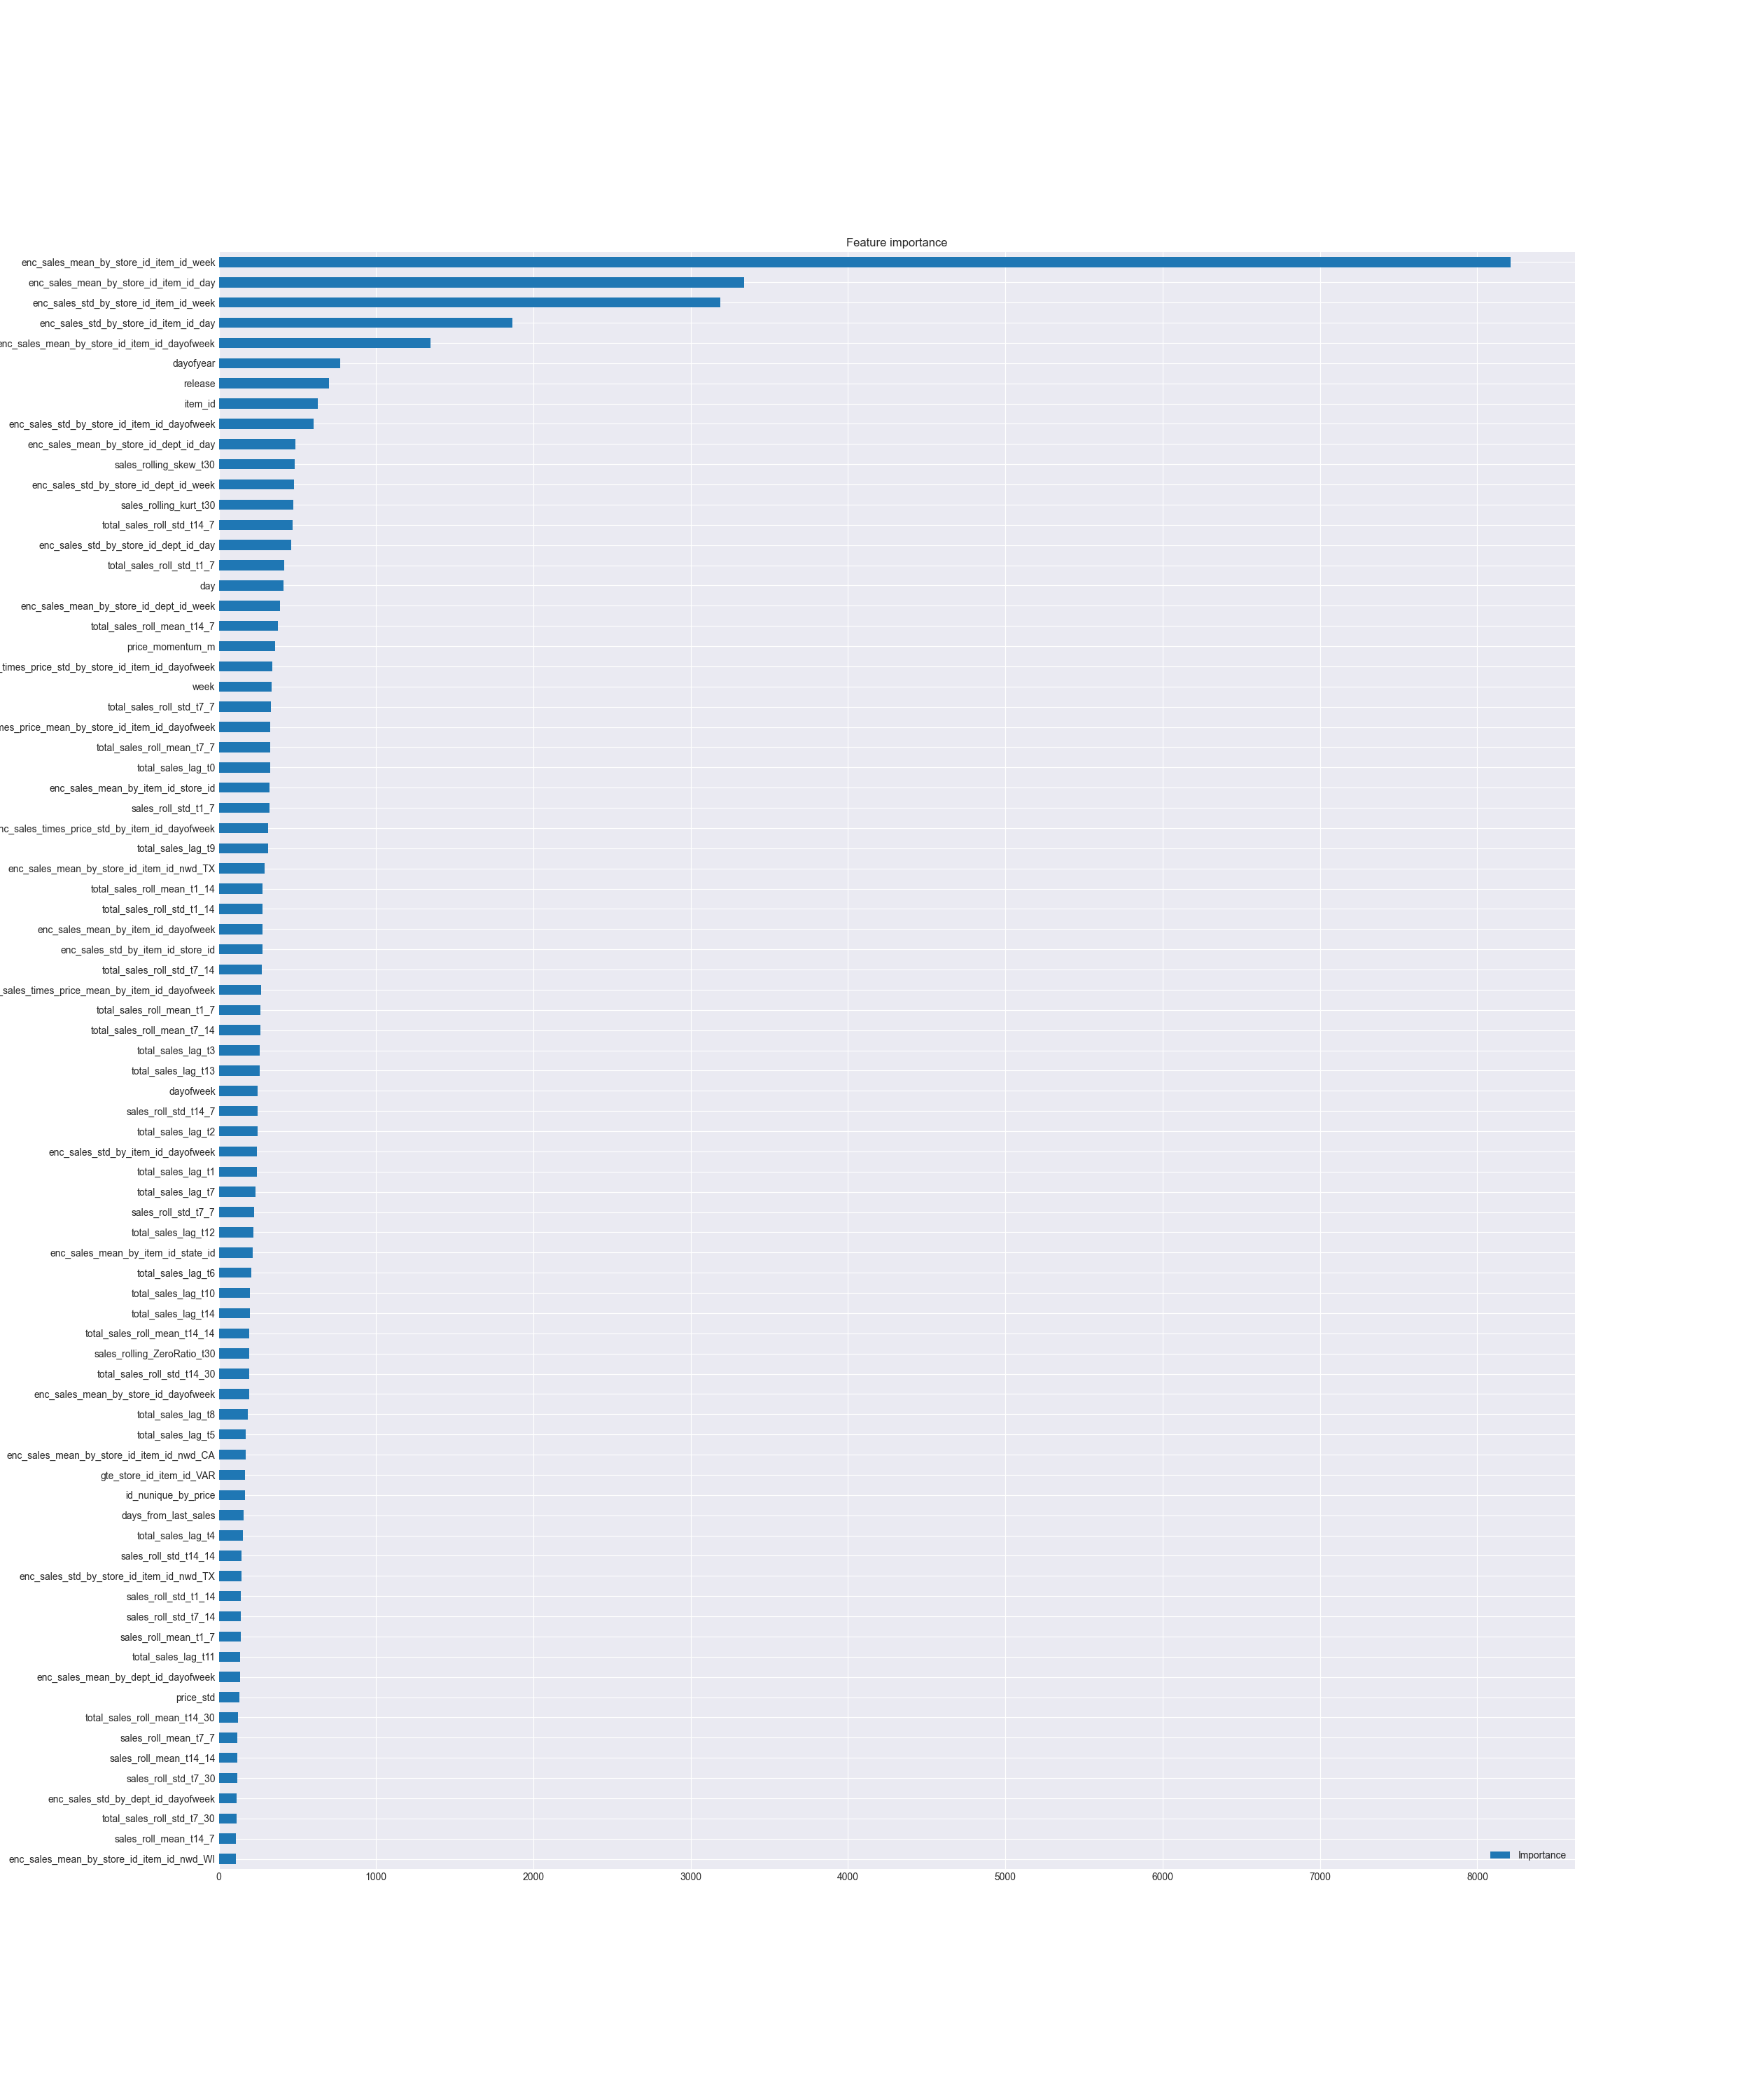 Feature importance
enc_sales_mean_by_store_id_item_id_week
enc_sales_mean_by_store_id_item_id_day
enc_sales_std_by_store_id_item_id_week
enc_sales_std_by_store_id_item_id_day
enc_sales_mean_by_store_id_item_id_dayofweek
dayofyear
release
item_id
enc_sales_std_by_store_id_item_id_dayofweek
enc_sales_mean_by_store_id_dept_id_day
sales_rolling_skew_t30
enc_sales_std_by_store_id_dept_id_week
sales_rolling_kurt_t30
total_sales_roll_std_t14_7
enc_sales_std_by_store_id_dept_id_day
total_sales_roll_std_t1_7
day
enc_sales_mean_by_store_id_dept_id_week
total_sales_roll_mean_t14_7
price_momentum_m
_times_price_std_by_store_id_item_id_dayofweek
week
total_sales_roll_std_t7_7
mes_price_mean_by_store_id_item_id_dayofweek
total_sales_roll_mean_t7_7
total_sales_lag_t0
enc_sales_mean_by_item_id_store_id
sales_roll_std_t1_7
nc_sales_times_price_std_by_item_id_dayofweek
total_sales_lag_t9
enc_sales_mean_by_store_id_item_id_nwd_TX
total_sales_roll_mean_t1_14
total_sales_roll_std_t1_14
enc_sales_mean_by_item_id_dayofweek
enc_sales_std_by_item_id_store_id
total_sales_roll_std_t7_14
_sales_times_price_mean_by_item_id_dayofweek
total_sales_roll_mean_t1_7
total_sales_roll_mean_t7_14
total_sales_lag_t3
total_sales_lag_t13
dayofweek
sales_roll_std_t14_7
total_sales_lag_t2
enc_sales_std_by_item_id_dayofweek
total_sales_lag_t1
total_sales_lag_t7
sales_roll_std_t7_7
total_sales_lag_t12
enc_sales_mean_by_item_id_state_id
total_sales_lag_t6
total_sales_lag_t10
total_sales_lag_t14
total_sales_roll_mean_t14_14
sales_rolling_ZeroRatio_t30
total_sales_roll_std_t14_30
enc_sales_mean_by_store_id_dayofweek
total_sales_lag_t8
total_sales_lag_t5
enc_sales_mean_by_store_id_item_id_nwd_CA
gte_store_id_item_id_VAR
id_nunique_by_price
days_from_last_sales
total_sales_lag_t4
sales_roll_std_t14_14
enc_sales_std_by_store_id_item_id_nwd_TX
sales_roll_std_t1_14
sales_roll_std_t7_14
sales_roll_mean_t1_7
total_sales_lag_t11
enc_sales_mean_by_dept_id_dayofweek
price_std
total_sales_roll_mean_t14_30
sales_roll_mean_t7_7
sales_roll_mean_t14_14
sales_roll_std_t7_30
enc_sales_std_by_dept_id_dayofweek
total_sales_roll_std_t7_30
sales_roll_mean_t14_7
enc_sales_mean_by_store_id_item_id_nwd_WI
Importance
0 1000 2000 3000 4000 5000 6000 7000 8000